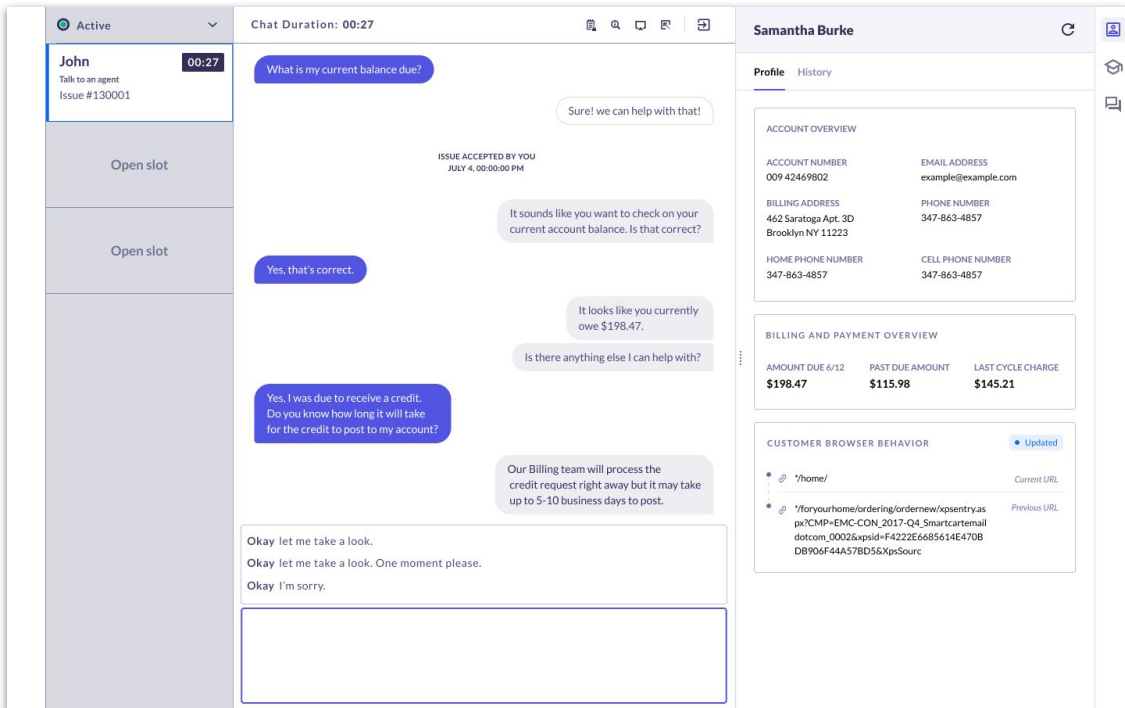 Active
John
00:27
Talk to an agent
Issue #130001
Open slot
Open slot
Chat Duration: 00:27
What is my current balance due?
Sure! we can help with that!
ISSUE ACCEPTED BY YOU
JULY 4, 00:00:00 PM
It sounds like you want to check on your
current account balance. Is that correct?
Yes, that's correct.
It looks like you currently
owe $198.47.
Is there anything else I can help with?
Yes, I was due to receive a credit.
Do you know how long it will take
for the credit to post to my account?
Our Billing team will process the
credit request right away but it may take
up to 5-10 business days to post.
Okay let me take a look.
Okay let me take a look. One moment please.
Okay I'm sorry.
Samantha Burke
Profile History
ACCOUNT OVERVIEW
ACCOUNT NUMBER EMAIL ADDRESS
009 42469802 example@example.com
BILLING ADDRESS PHONE NUMBER
462 Saratoga Apt. 3D 347-863-4857
Brooklyn NY 11223
HOME PHONE NUMBER CELL PHONE NUMBER
347-863-4857 347-863-4857
BILLING AND PAYMENT OVERVIEW
AMOUNT DUE 6/12 PAST DUE AMOUNT LAST CYCLE CHARGE
$198.47 $115.98 $145.21
CUSTOMER BROWSER BEHAVIOR Updated
*/home/ Current URL
*/foryourhome/ordering/ordernew/xpsentry.as Previous URL
px?CMP=EMC-CON_2017-Q4_Smartcartemail
dotcom_0002&xpsid=F4222E6685614E470B
DB906F44A57BD5&XpsSourc